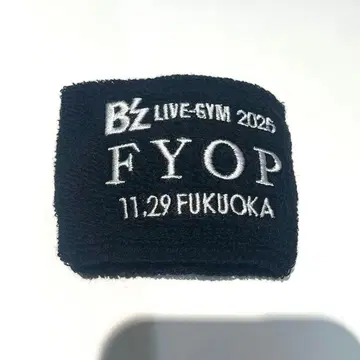 B'z LIVE-GYM 2025
FYOP
11.29 FUKUOKA